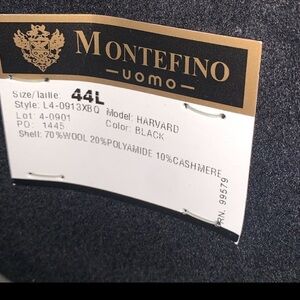 MONTEFINO
UOMO
Size/Taille: 44L
Style: L4-0913XBQ Model: HARVARD
Lot: 4-0901 Color: BLACK
PO: 1445
Shell: 70%WOOL 20%POLYAMIDE 10%CASHMERE
RN. 99579